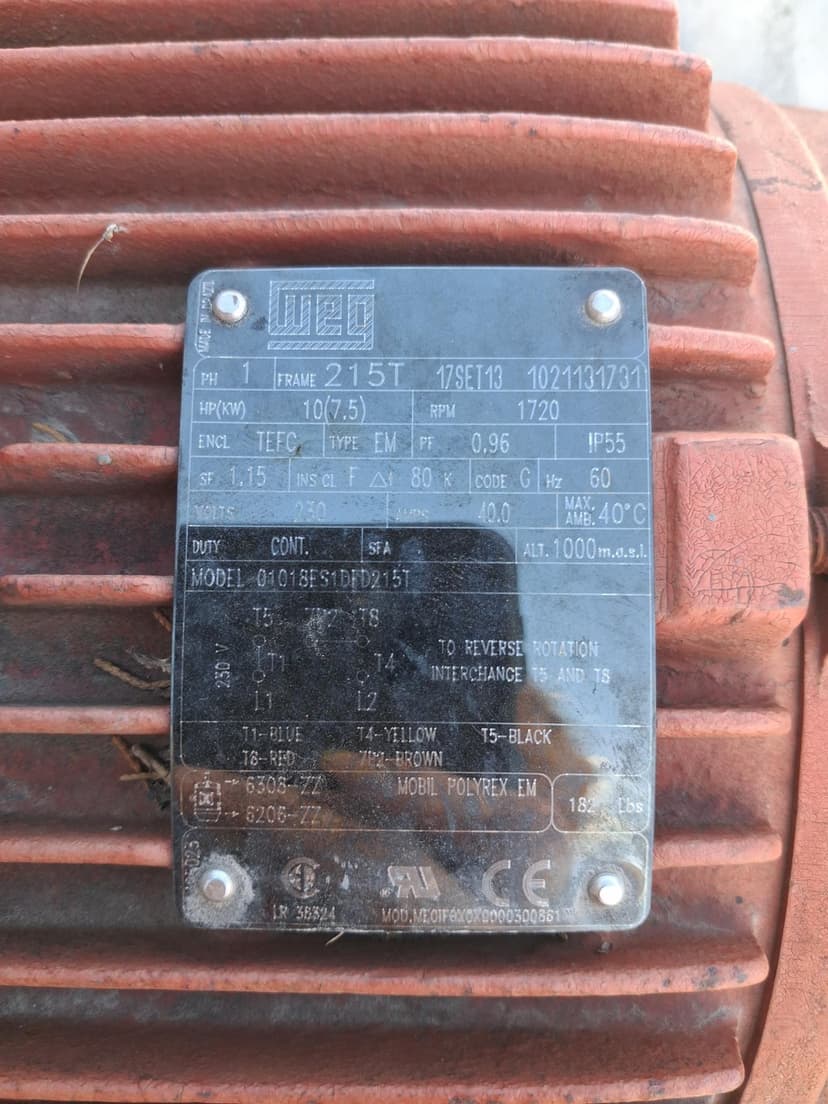 MADE IN BRAZIL
weg
PH 1 FRAME 215T 17SET13 1021131731
HP(KW) 10(7.5) RPM 1720
ENCL TEFC TYPE EM PF 0.96 IP55
SF 1.15 INS CL F Δt 80 K CODE G Hz 60
VOLTS 230 AMPS 40.0 MAX. AMB. 40°C
DUTY CONT. SFA ALT. 1000 m.a.s.l.
MODEL 01018ES1DFD215T
T5 T8
T1 T4
230 V
L1 L2
TO REVERSE ROTATION
INTERCHANGE T5 AND T8
T1-BLUE T4-YELLOW T5-BLACK
T8-RED -BROWN
6308-ZZ MOBIL POLYREX EM
6206-ZZ 182 Lbs
LR 38324
CE